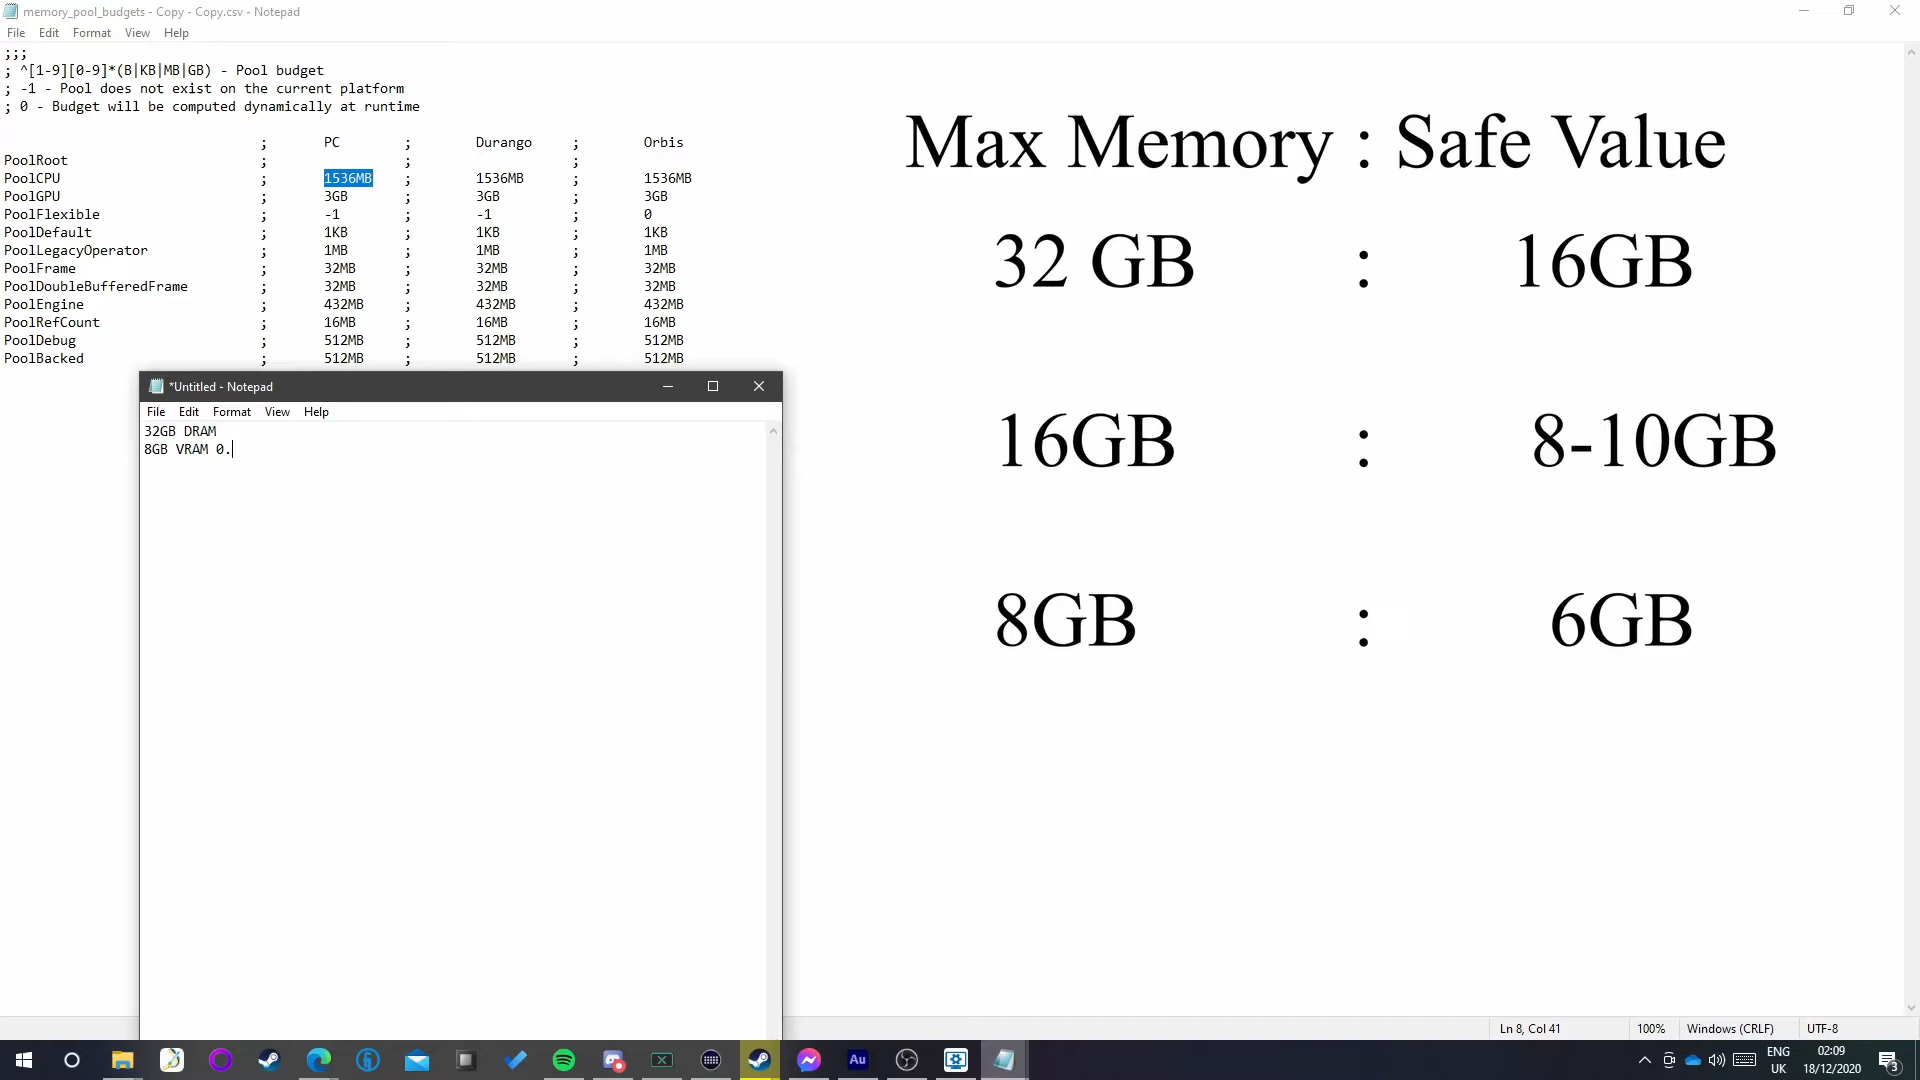 memory_pool_budgets - Copy - Copy.csv - Notepad
File Edit Format View Help
;;;
; ^[1-9][0-9]*(B|KB|MB|GB) - Pool budget
; -1 - Pool does not exist on the current platform
; 0 - Budget will be computed dynamically at runtime
; PC ; Durango ; Orbis
PoolRoot ; ; ;
PoolCPU ; 1536MB ; 1536MB ; 1536MB
PoolGPU ; 3GB ; 3GB ; 3GB
PoolFlexible ; -1 ; -1 ; 0
PoolDefault ; 1KB ; 1KB ; 1KB
PoolLegacyOperator ; 1MB ; 1MB ; 1MB
PoolFrame ; 32MB ; 32MB ; 32MB
PoolDoubleBufferedFrame ; 32MB ; 32MB ; 32MB
PoolEngine ; 432MB ; 432MB ; 432MB
PoolRefCount ; 16MB ; 16MB ; 16MB
PoolDebug ; 512MB ; 512MB ; 512MB
PoolBacked ; 512MB ; 512MB ; 512MB
Max Memory : Safe Value
32 GB : 16GB
16GB : 8-10GB
8GB : 6GB
*Untitled - Notepad
File Edit Format View Help
32GB DRAM
8GB VRAM 0.
Ln 8, Col 41 100% Windows (CRLF) UTF-8
Au
ENG
UK
02:09
18/12/2020
3